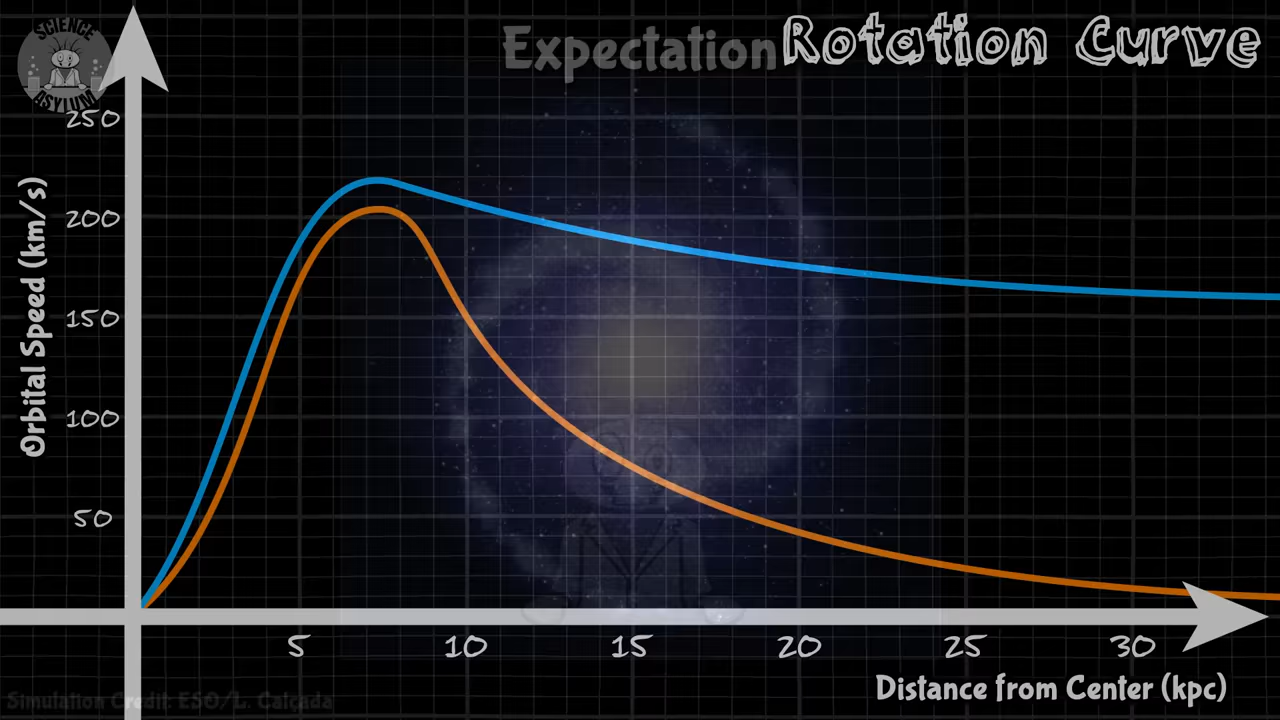 SCIENCE
ASYLUM
Expectation Rotation Curve
250
200
150
100
50
Orbital Speed (km/s)
5 10 15 20 25 30
Distance from Center (kpc)
Simulation Credit: ESO/L. Calçada